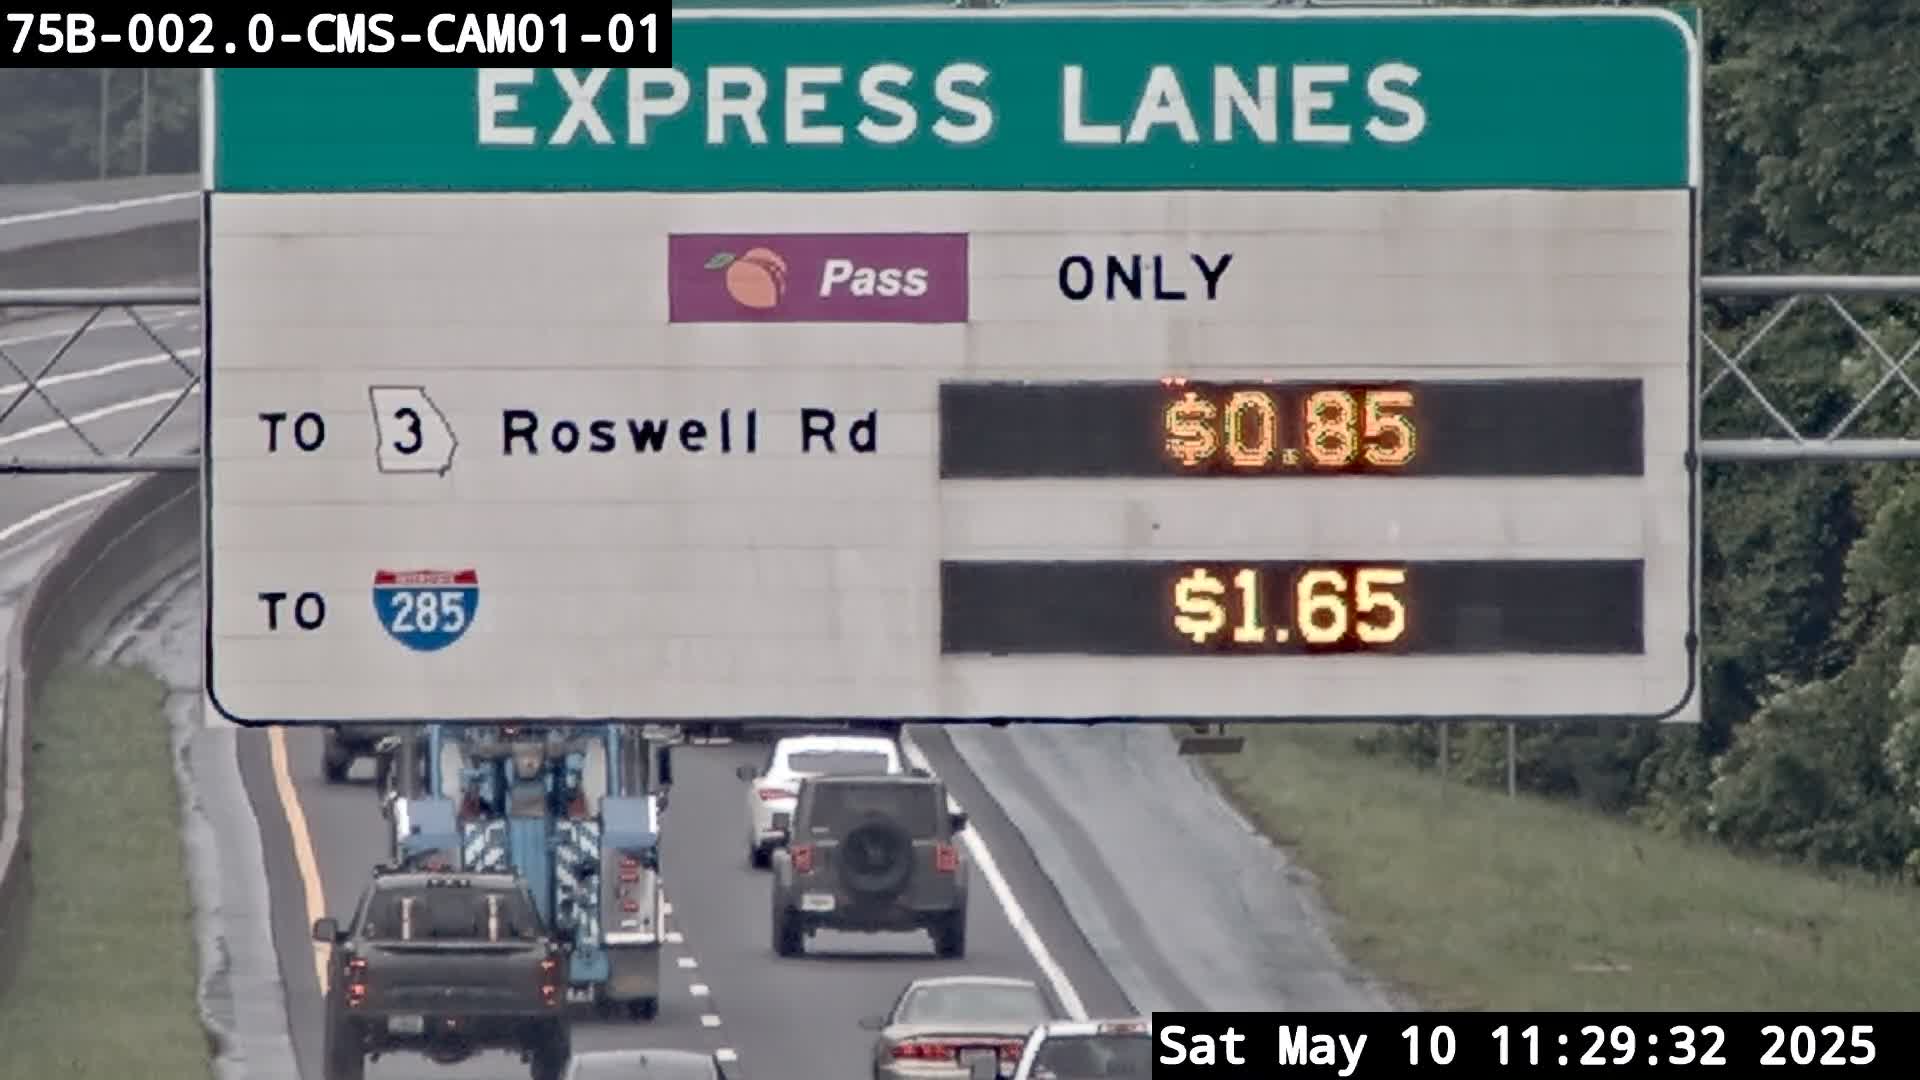 75B-002.0-CMS-CAM01-01
EXPRESS LANES
Pass ONLY
TO 3 Roswell Rd $0.85
TO 285 $1.65
Sat May 10 11:29:32 2025